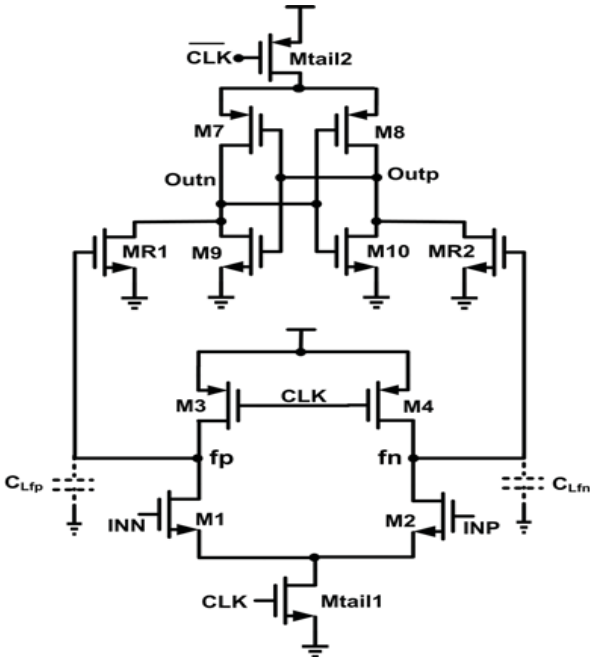 CLK
Mtail2
M7
M8
Outn
Outp
MR1
M9
M10
MR2
M3
CLK
M4
fp
fn
CLfp
CLfn
INN
M1
M2
INP
CLK
Mtail1